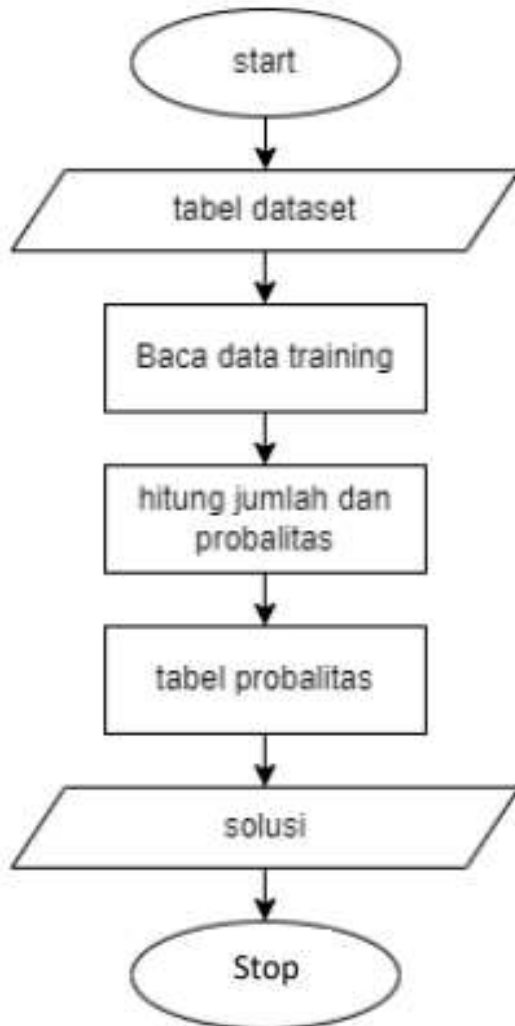 start
tabel dataset
Baca data training
hitung jumlah dan
probalitas
tabel probalitas
solusi
Stop